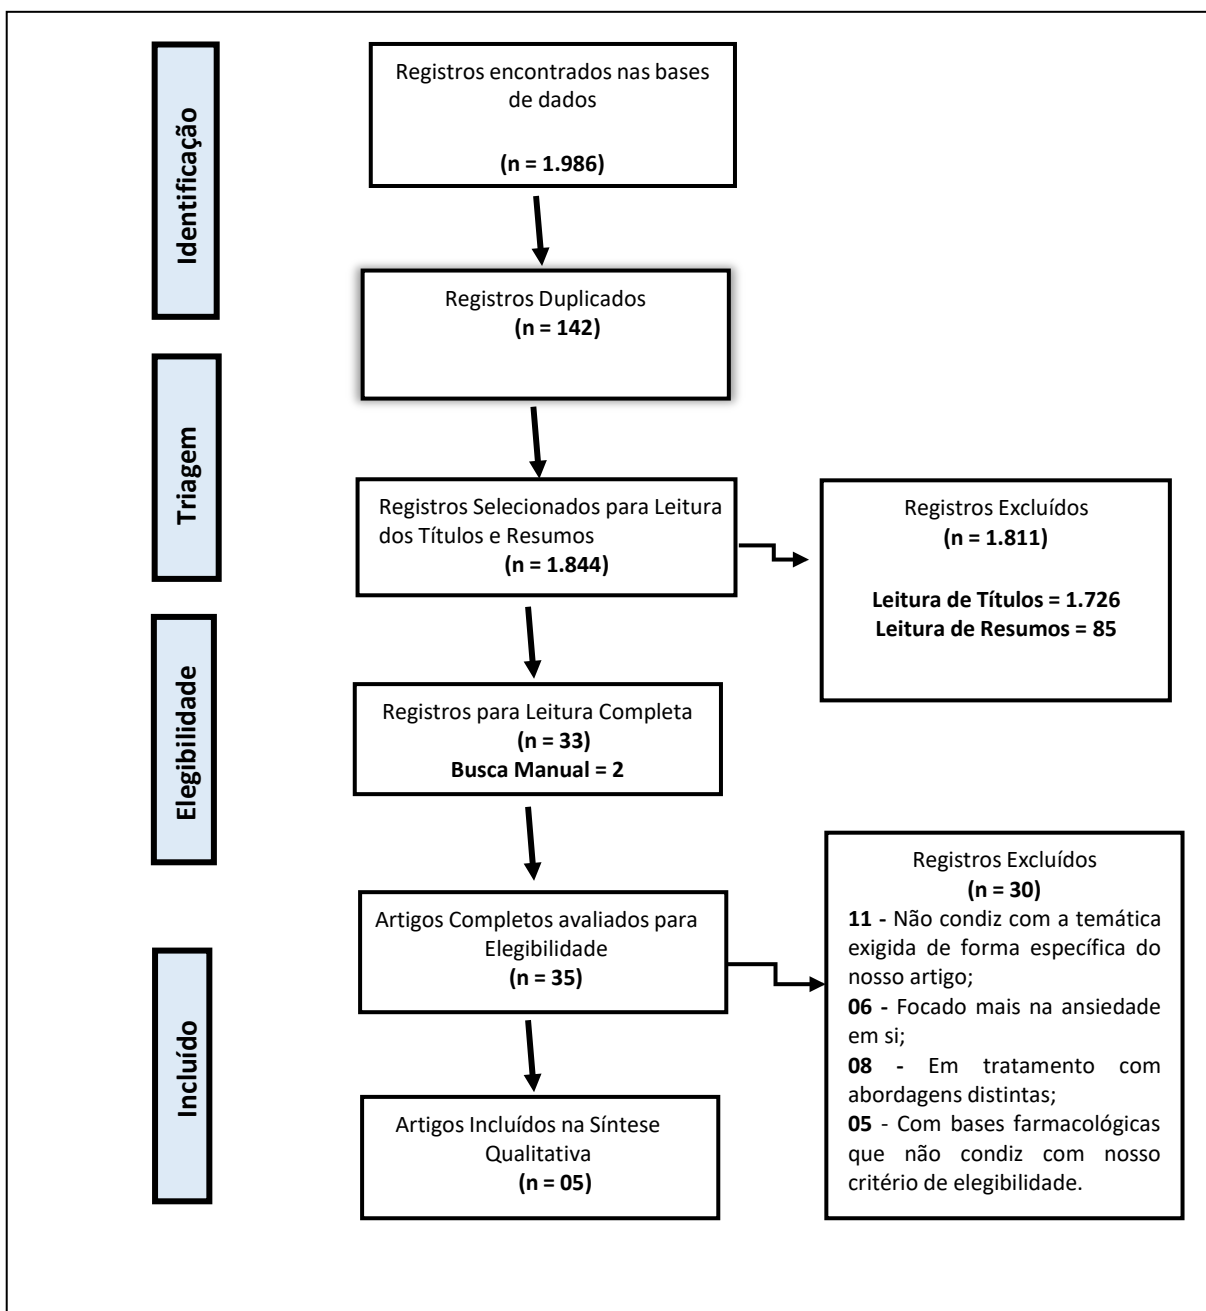 Identificação
Registros encontrados nas bases
de dados
(n = 1.986)
Registros Duplicados
(n = 142)
Triagem
Registros Selecionados para Leitura
dos Títulos e Resumos
(n = 1.844)
Registros Excluídos
(n = 1.811)
Leitura de Títulos = 1.726
Leitura de Resumos = 85
Elegibilidade
Registros para Leitura Completa
(n = 33)
Busca Manual = 2
Artigos Completos avaliados para
Elegibilidade
(n = 35)
Registros Excluídos
(n = 30)
11 - Não condiz com a temática
exigida de forma específica do
nosso artigo;
06 - Focado mais na ansiedade
em si;
08 - Em tratamento com
abordagens distintas;
05 - Com bases farmacológicas
que não condiz com nosso
critério de elegibilidade.
Incluído
Artigos Incluídos na Síntese
Qualitativa
(n = 05)